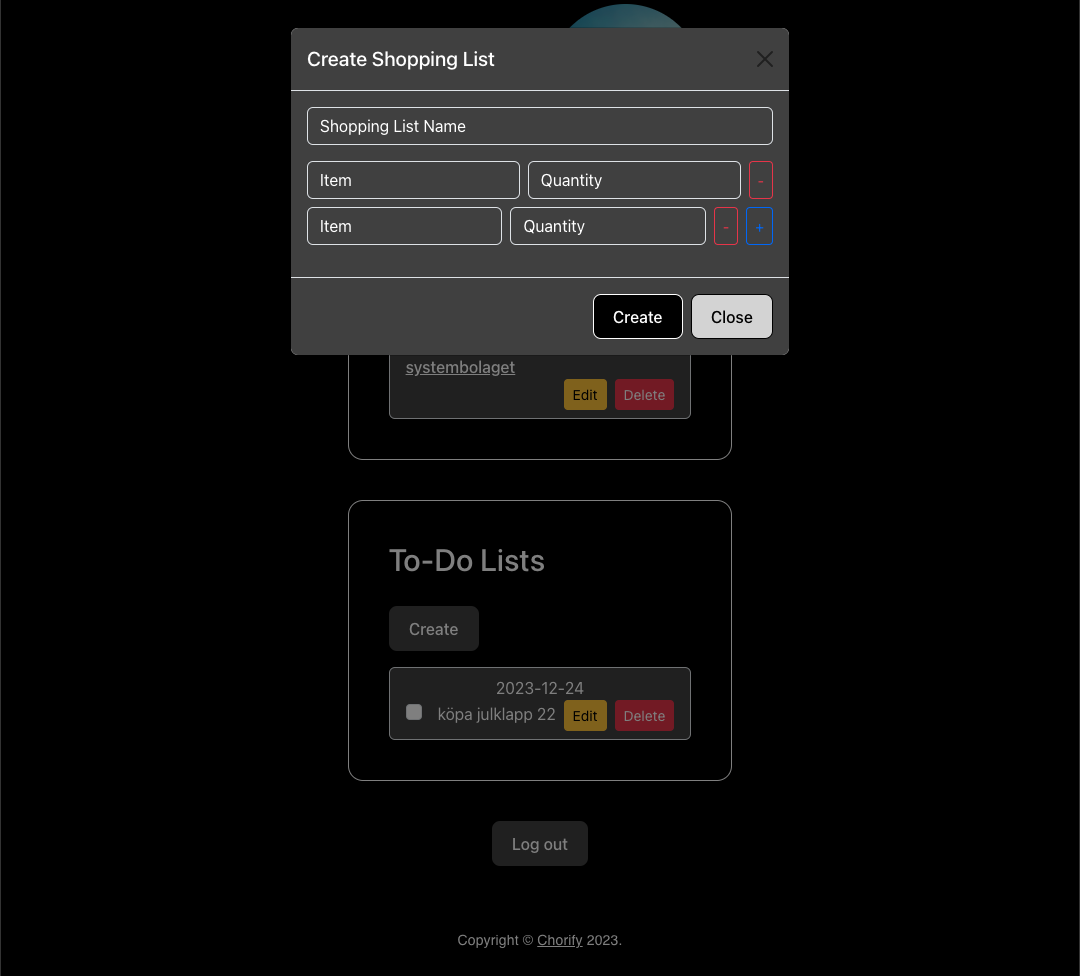 Create Shopping List
Shopping List Name
Item Quantity -
Item Quantity - +
Create Close
systembolaget
Edit Delete
To-Do Lists
Create
2023-12-24
köpa julklapp 22 Edit Delete
Log out
Copyright © Chorify 2023.